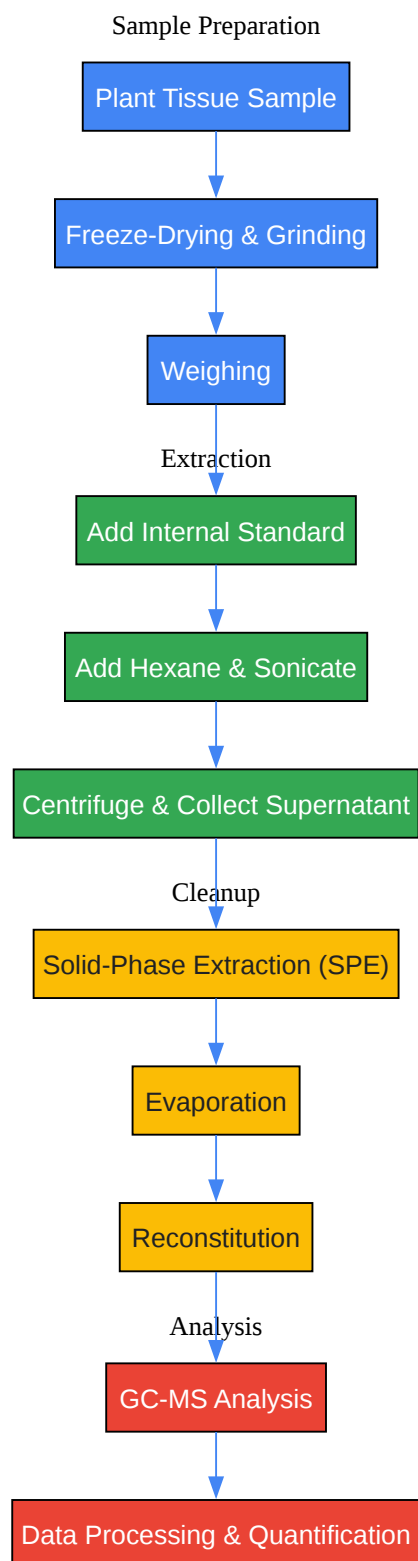 Sample Preparation
Plant Tissue Sample
Freeze-Drying & Grinding
Weighing
Extraction
Add Internal Standard
Add Hexane & Sonicate
Centrifuge & Collect Supernatant
Cleanup
Solid-Phase Extraction (SPE)
Evaporation
Reconstitution
Analysis
GC-MS Analysis
Data Processing & Quantification